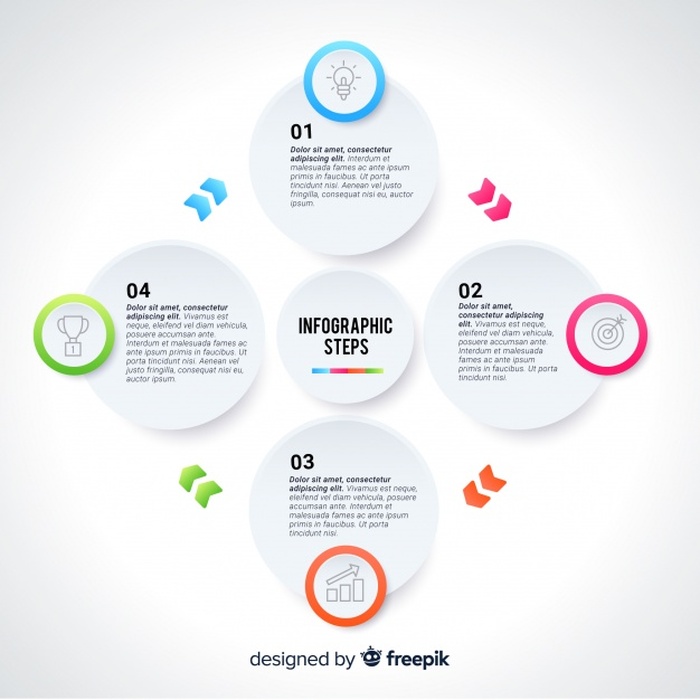 01
Dolor sit amet, consectetur
adipiscing elit. Interdum et
malesuada fames ac ante ipsum
primis in faucibus. Ut porta
tincidunt nisi. Aenean vel justo
fringilla, consequat nisi eu, auctor
ipsum.
04
Dolor sit amet, consectetur
adipiscing elit. Vivamus est
neque, eleifend vel diam vehicula,
posuere accumsan ante.
Interdum et malesuada fames ac
ante ipsum primis in faucibus. Ut
porta tincidunt nisi. Aenean vel
justo fringilla, consequat nisi eu,
auctor ipsum.
1
INFOGRAPHIC
STEPS
02
Dolor sit amet,
consectetur adipiscing
elit. Vivamus est neque,
eleifend vel diam vehicula,
posuere accumsan ante.
Interdum et malesuada
fames ac ante ipsum
primis in faucibus. Ut porta
tincidunt nisi.
03
Dolor sit amet, consectetur
adipiscing elit. Vivamus est neque,
eleifend vel diam vehicula, posuere
accumsan ante. Interdum et
malesuada fames ac ante ipsum
primis in faucibus. Ut porta
tincidunt nisi.
designed by freepik